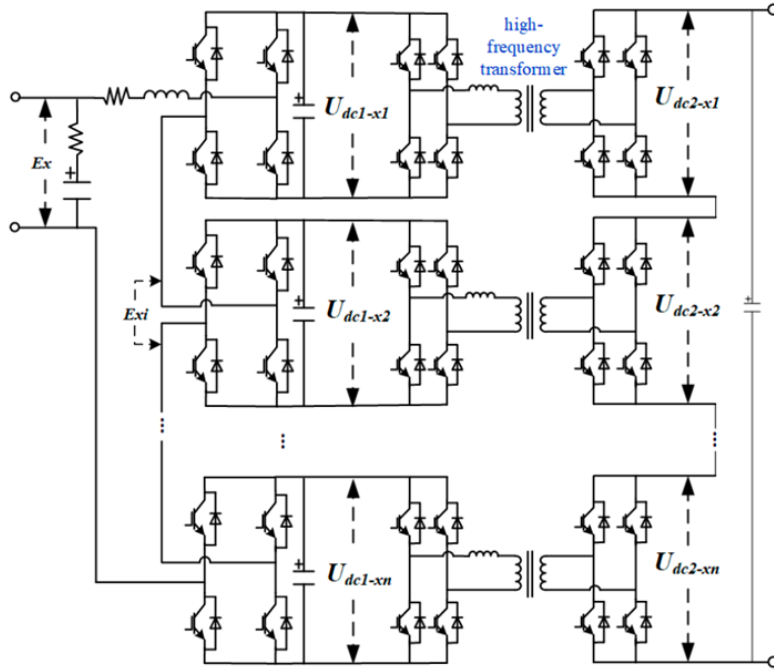 high-
frequency
transformer
Udc1-x1
Udc2-x1
Ex
+
+
Exi
Udc1-x2
Udc2-x2
+
+
...
...
...
Udc1-xn
Udc2-xn
+